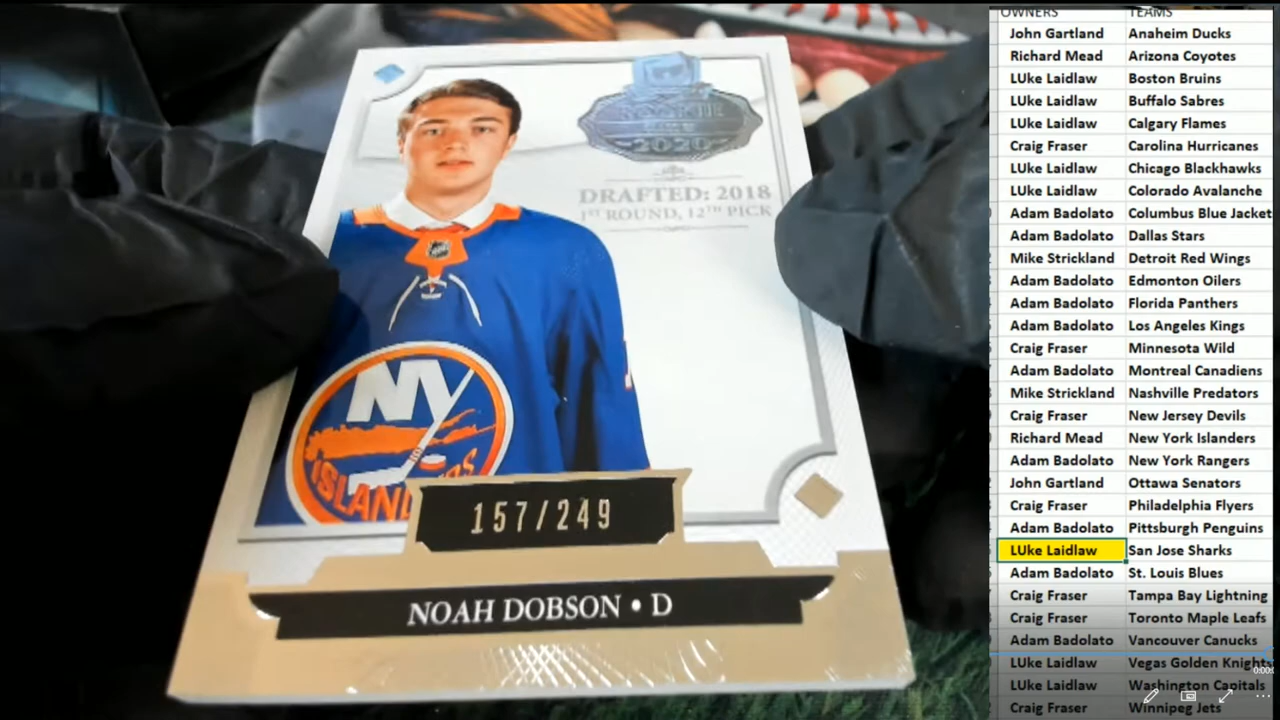 ROOKIE
2020
DRAFTED: 2018
1ST ROUND, 12TH PICK
NY
ISLANDERS
157/249
NOAH DOBSON • D
OWNERS TEAMS
John Gartland Anaheim Ducks
Richard Mead Arizona Coyotes
LUke Laidlaw Boston Bruins
LUke Laidlaw Buffalo Sabres
LUke Laidlaw Calgary Flames
Craig Fraser Carolina Hurricanes
LUke Laidlaw Chicago Blackhawks
LUke Laidlaw Colorado Avalanche
Adam Badolato Columbus Blue Jacket
Adam Badolato Dallas Stars
Mike Strickland Detroit Red Wings
Adam Badolato Edmonton Oilers
Adam Badolato Florida Panthers
Adam Badolato Los Angeles Kings
Craig Fraser Minnesota Wild
Adam Badolato Montreal Canadiens
Mike Strickland Nashville Predators
Craig Fraser New Jersey Devils
Richard Mead New York Islanders
Adam Badolato New York Rangers
John Gartland Ottawa Senators
Craig Fraser Philadelphia Flyers
Adam Badolato Pittsburgh Penguins
LUke Laidlaw San Jose Sharks
Adam Badolato St. Louis Blues
Craig Fraser Tampa Bay Lightning
Craig Fraser Toronto Maple Leafs
Adam Badolato Vancouver Canucks
LUke Laidlaw Vegas Golden Knights
LUke Laidlaw Washington Capitals
Craig Fraser Winnipeg Jets